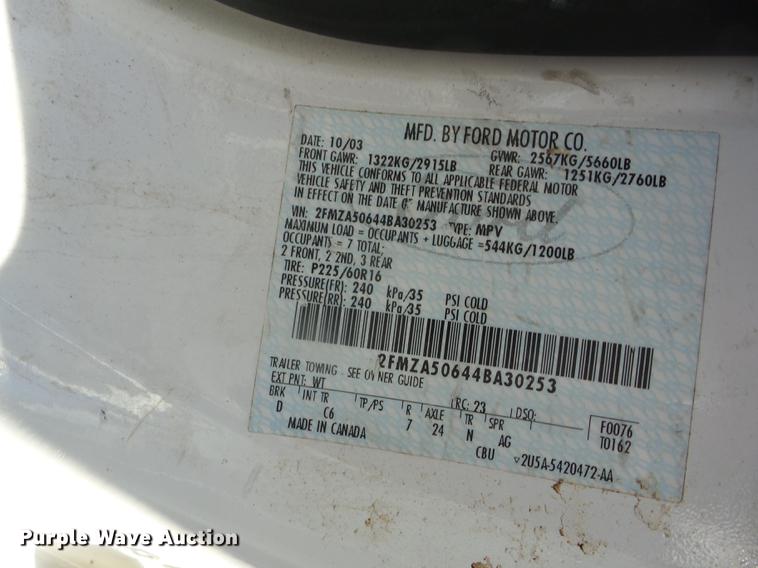 MFD. BY FORD MOTOR CO.
DATE: 10/03 GVWR: 2567KG/5660LB
FRONT GAWR: 1322KG/2915LB REAR GAWR: 1251KG/2760LB
THIS VEHICLE CONFORMS TO ALL APPLICABLE FEDERAL MOTOR
VEHICLE SAFETY AND THEFT PREVENTION STANDARDS
IN EFFECT ON THE DATE OF MANUFACTURE SHOWN ABOVE.
VIN: 2FMZA50644BA30253 TYPE: MPV
MAXIMUM LOAD = OCCUPANTS + LUGGAGE =544KG/1200LB
OCCUPANTS = 7 TOTAL;
2 FRONT, 2 2ND, 3 REAR
TIRE: P225/60R16
PRESSURE(FR): 240 kPa/35 PSI COLD
PRESSURE(RR): 240 kPa/35 PSI COLD
2FMZA50644BA30253
TRAILER TOWING - SEE OWNER GUIDE
EXT PNT: WT RC: 23 DSO: F0076
BRK INT TR TP/PS R AXLE TR SPR T0162
D C6 7 24 N AG
MADE IN CANADA CBU ▿2U5A-5420472-AA
Purple Wave Auction